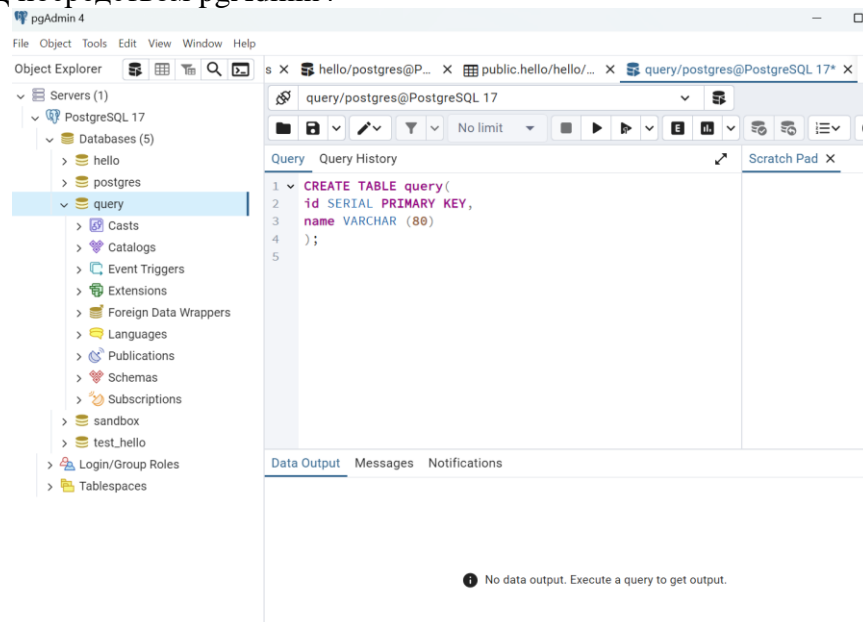 посредством pgAdmin .
pgAdmin 4
File Object Tools Edit View Window Help
Object Explorer
s hello/postgres@P... public.hello/hello/... query/postgres@PostgreSQL 17*
Servers (1)
PostgreSQL 17
Databases (5)
hello
postgres
query
Casts
Catalogs
Event Triggers
Extensions
Foreign Data Wrappers
Languages
Publications
Schemas
Subscriptions
sandbox
test_hello
Login/Group Roles
Tablespaces
query/postgres@PostgreSQL 17
No limit
E
Query Query History
Scratch Pad
1 CREATE TABLE query(
2 id SERIAL PRIMARY KEY,
3 name VARCHAR (80)
4 );
5
Data Output Messages Notifications
No data output. Execute a query to get output.